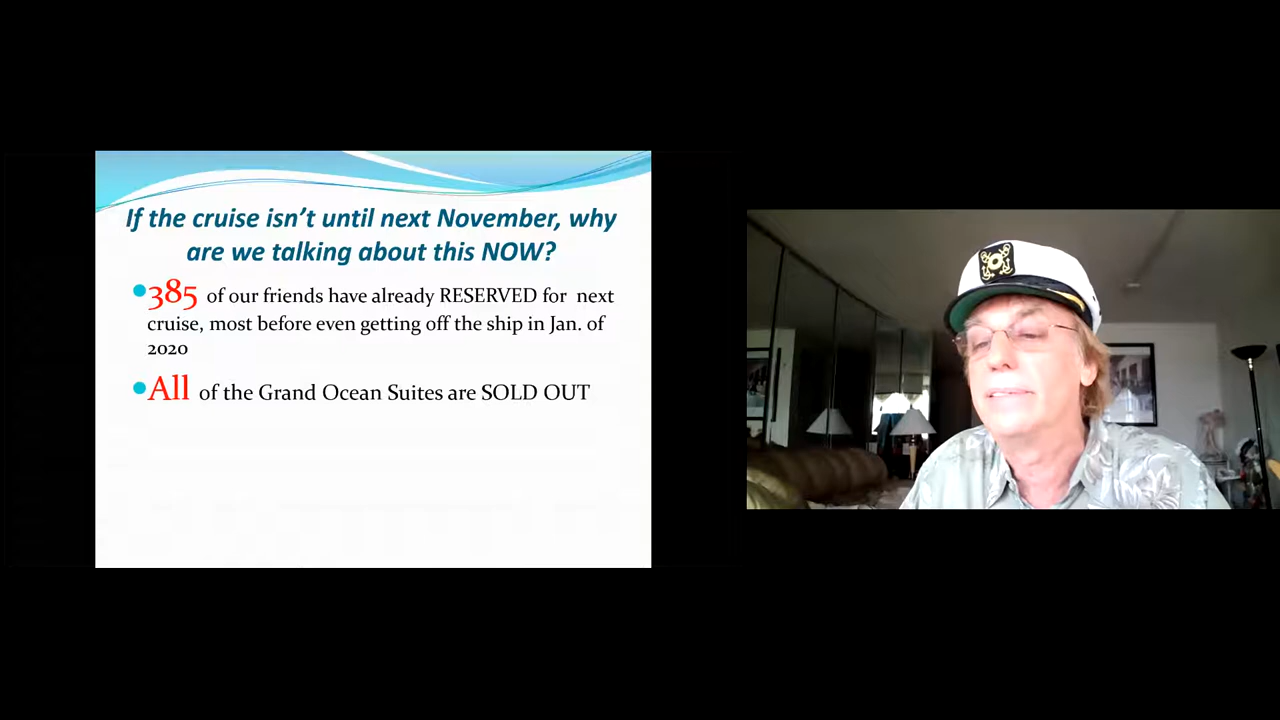 If the cruise isn't until next November, why
are we talking about this NOW?
•385 of our friends have already RESERVED for next
cruise, most before even getting off the ship in Jan. of
2020
•All of the Grand Ocean Suites are SOLD OUT